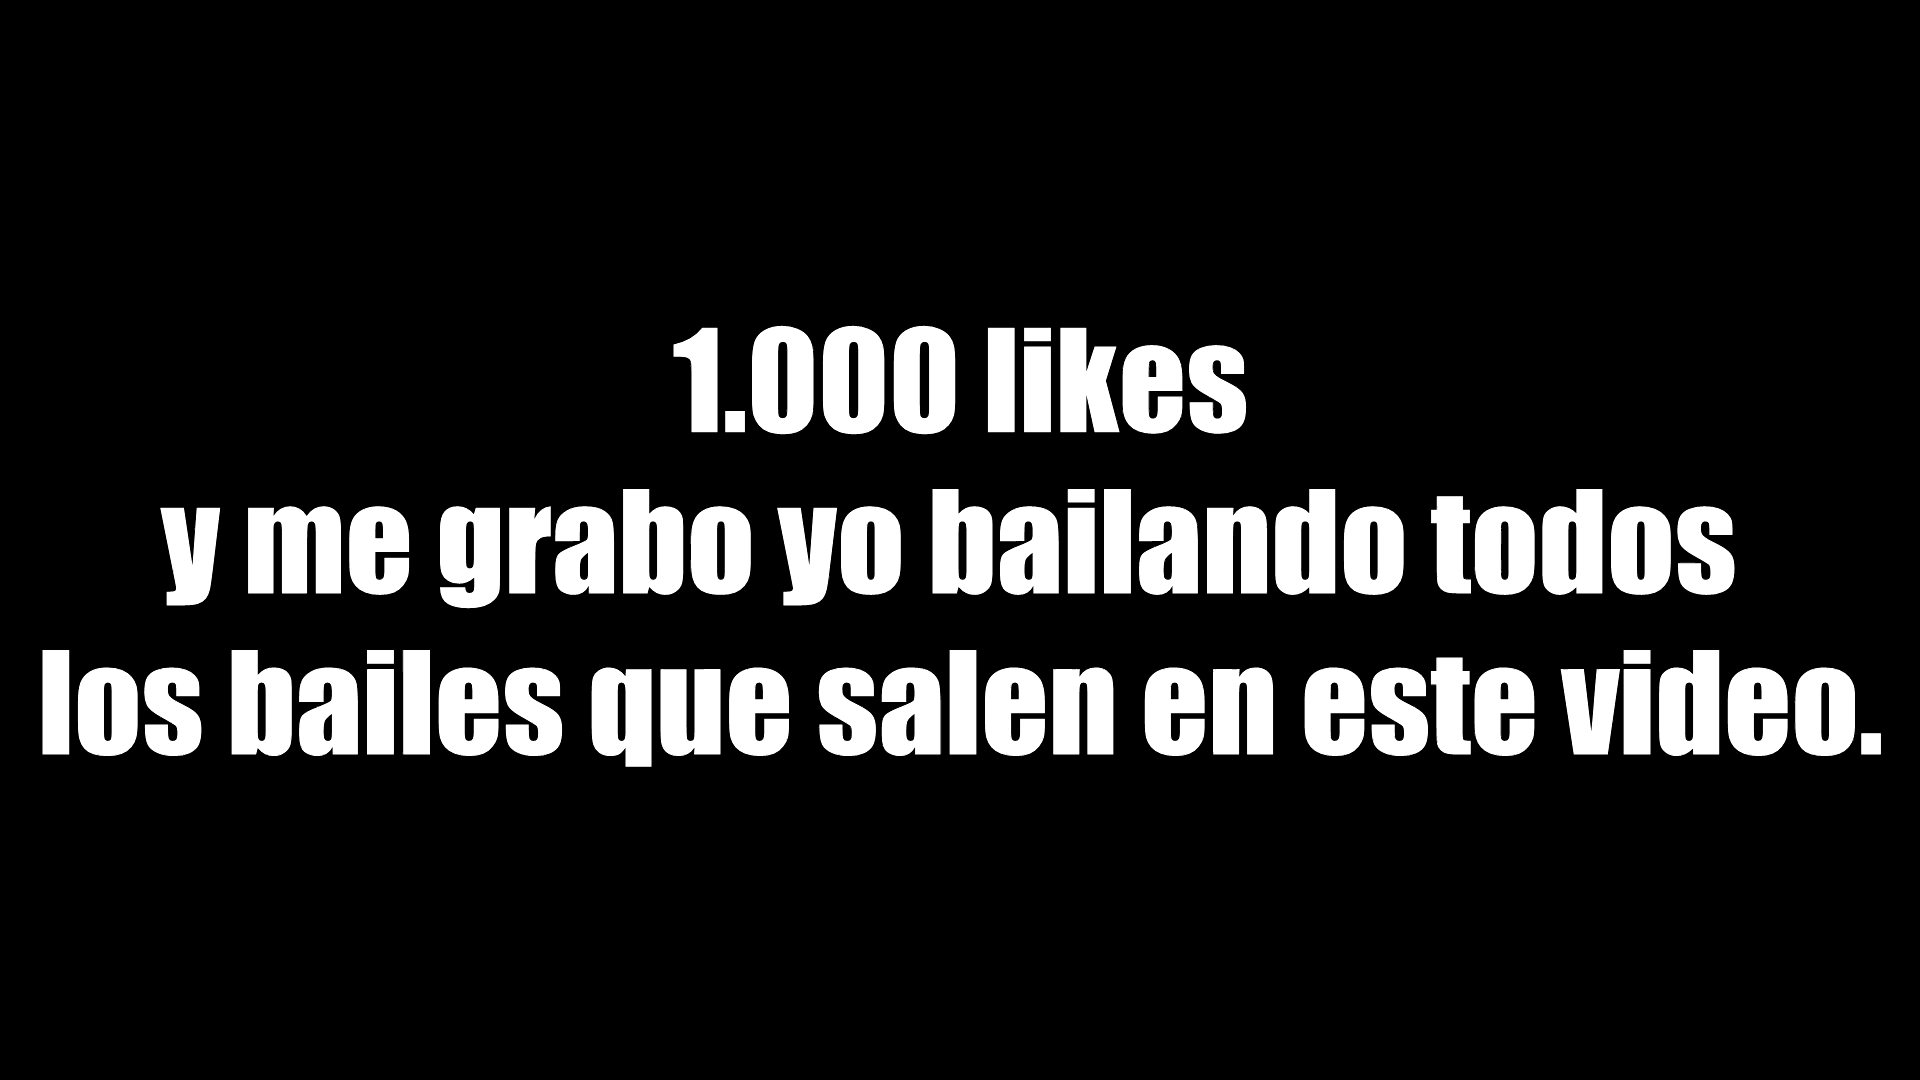 1.000 likes
y me grabo yo bailando todos
los bailes que salen en este video.